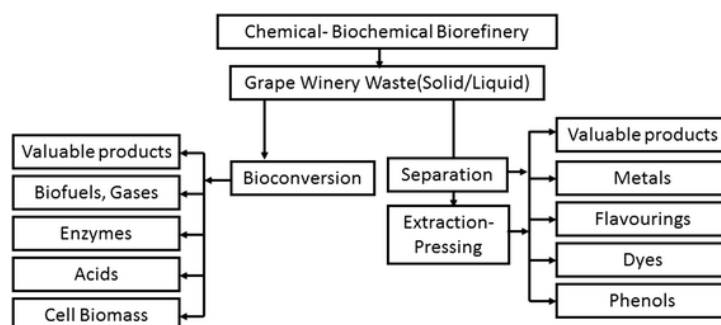 Chemical- Biochemical Biorefinery
Grape Winery Waste(Solid/Liquid)
Valuable products
Biofuels, Gases
Enzymes
Acids
Cell Biomass
Bioconversion
Separation
Extraction-
Pressing
Valuable products
Metals
Flavourings
Dyes
Phenols